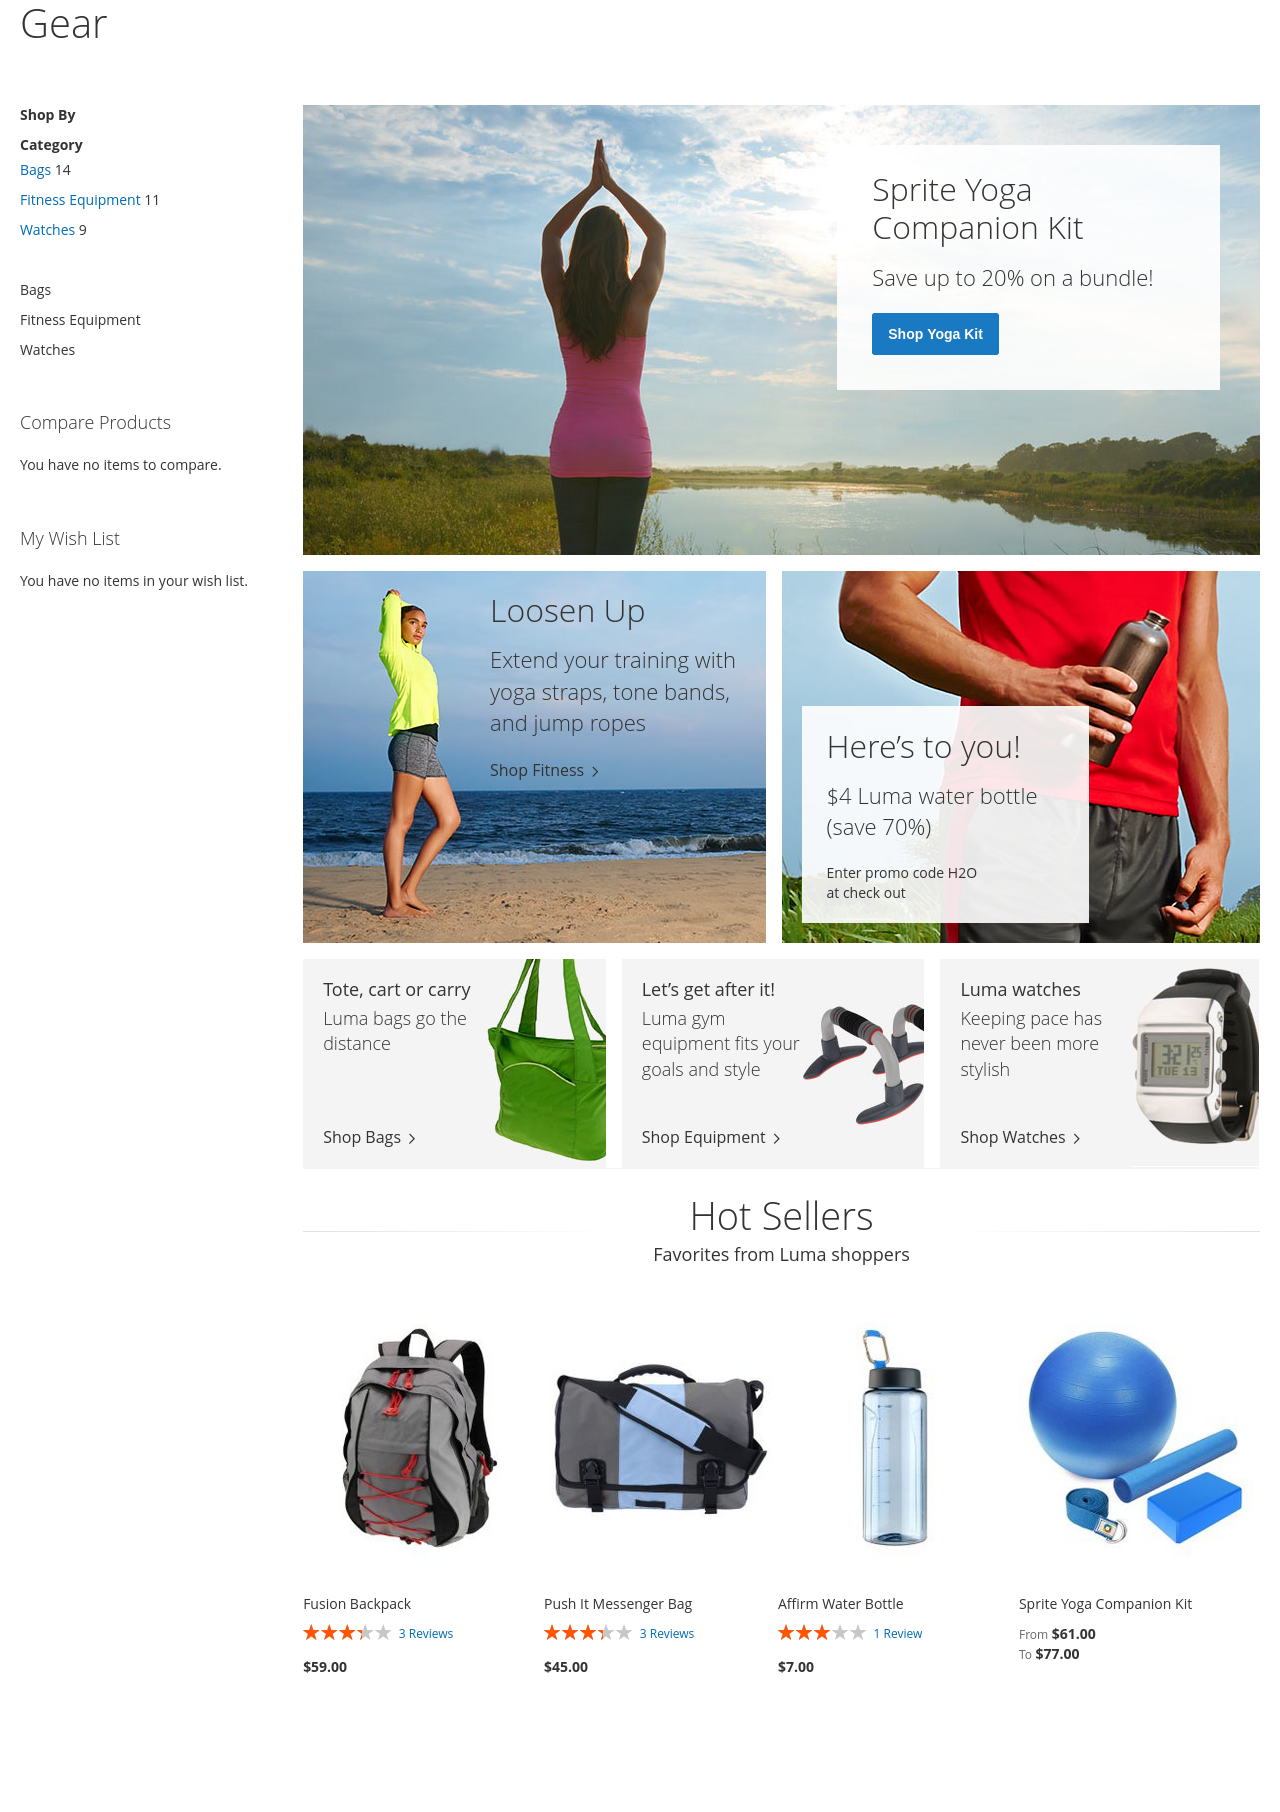 Gear
Shop By
Category
Bags 14
Fitness Equipment 11
Watches 9
Bags
Fitness Equipment
Watches
Compare Products
You have no items to compare.
My Wish List
You have no items in your wish list.
Sprite Yoga
Companion Kit
Save up to 20% on a bundle!
Shop Yoga Kit
Loosen Up
Extend your training with
yoga straps, tone bands,
and jump ropes
Shop Fitness
Here’s to you!
$4 Luma water bottle
(save 70%)
Enter promo code H2O
at check out
Tote, cart or carry
Luma bags go the
distance
Shop Bags
Let’s get after it!
Luma gym
equipment fits your
goals and style
Shop Equipment
Luma watches
Keeping pace has
never been more
stylish
Shop Watches
3:21 25
TUE 13
Hot Sellers
Favorites from Luma shoppers
Fusion Backpack
3 Reviews
$59.00
Push It Messenger Bag
3 Reviews
$45.00
Affirm Water Bottle
1 Review
$7.00
Sprite Yoga Companion Kit
From $61.00
To $77.00